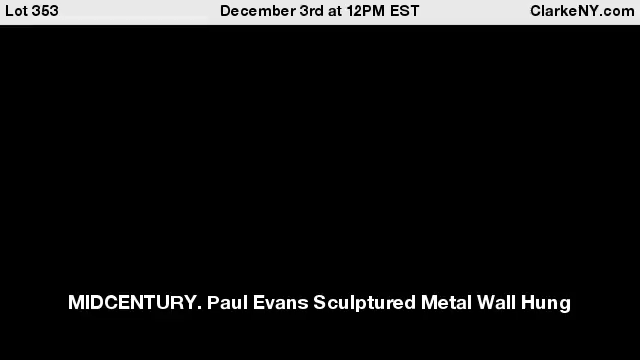 Lot 353 December 3rd at 12PM EST ClarkeNY.com
MIDCENTURY. Paul Evans Sculptured Metal Wall Hung